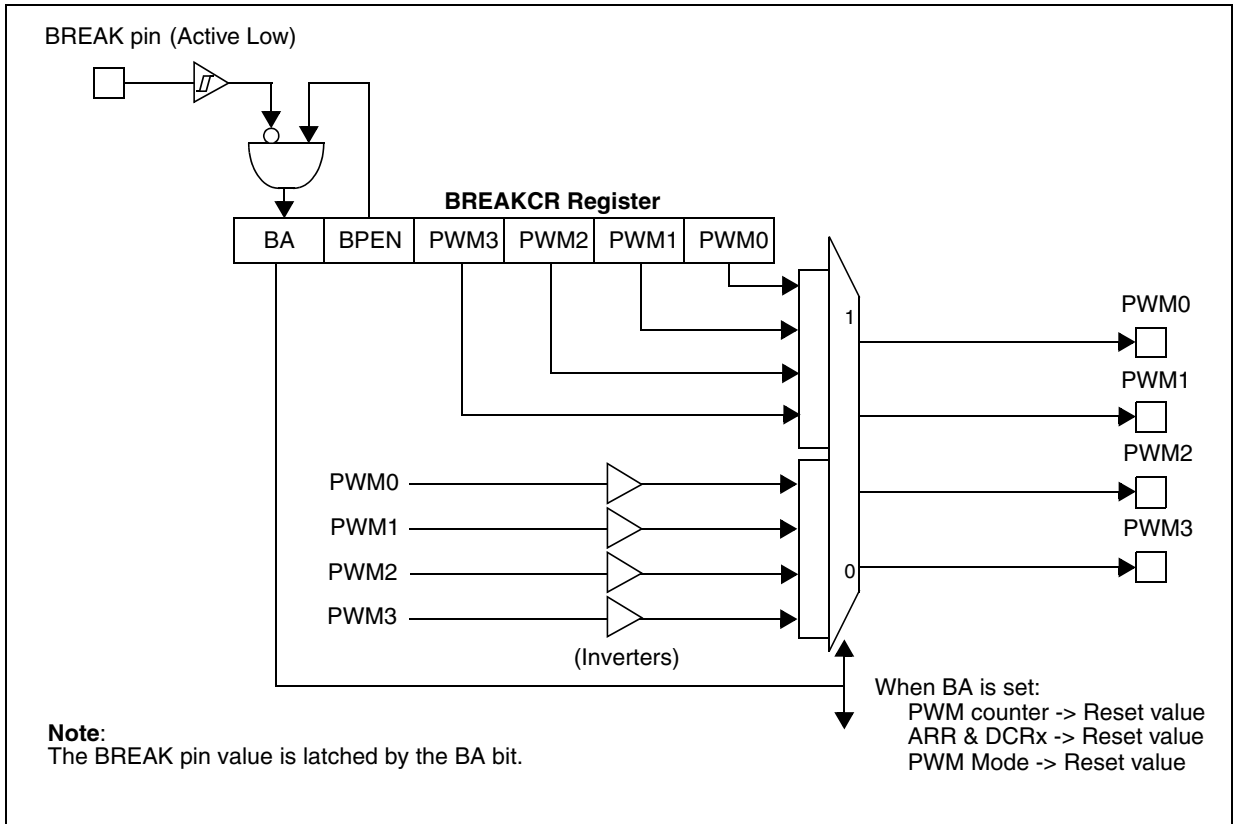 BREAK pin (Active Low)
BREAKCR Register
BA BPEN PWM3 PWM2 PWM1 PWM0
1
PWM0
PWM1
PWM2
PWM3
PWM0
PWM1
PWM2
PWM3
0
(Inverters)
When BA is set:
PWM counter -> Reset value
ARR & DCRx -> Reset value
PWM Mode -> Reset value
Note:
The BREAK pin value is latched by the BA bit.